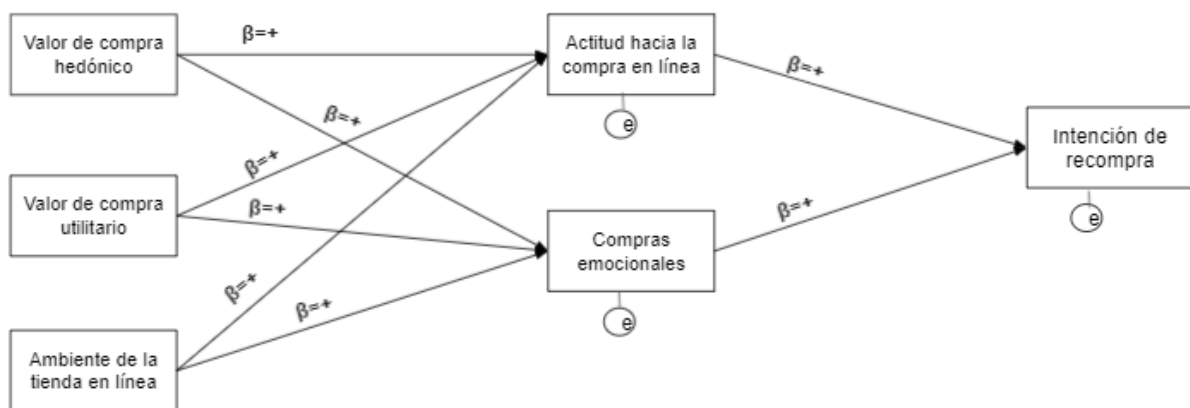 Valor de compra
hedónico
β=+
Actitud hacia la
compra en línea
e
β=+
β=+
Intención de
recompra
e
β=+
Valor de compra
utilitario
β=+
Compras
emocionales
e
β=+
β=+
β=+
Ambiente de la
tienda en línea